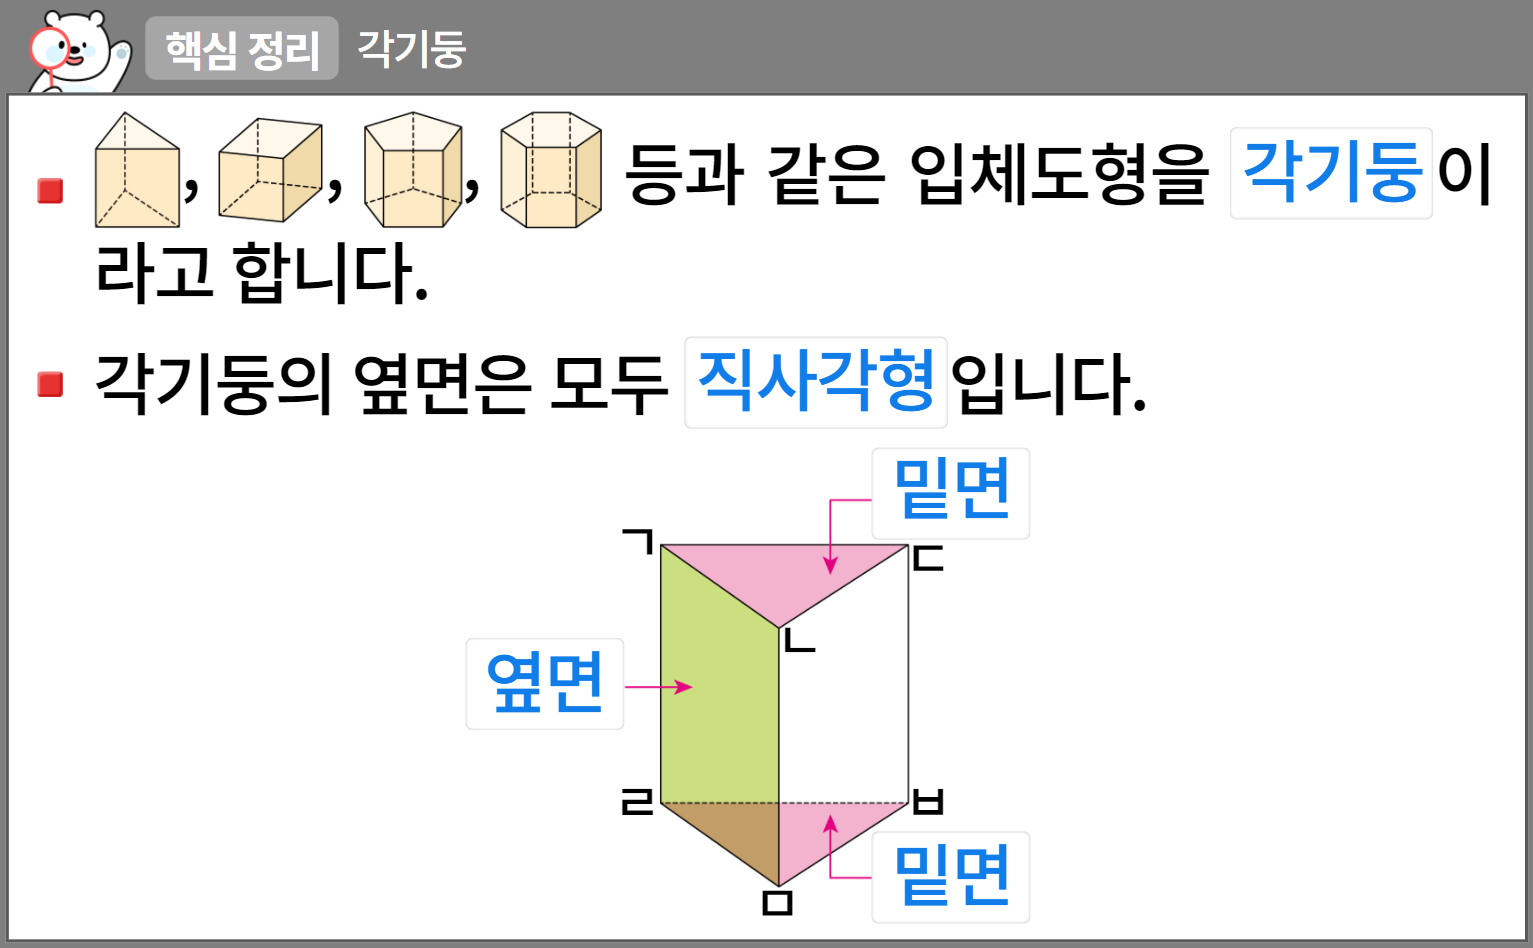 핵심 정리 각기둥
, , , 등과 같은 입체도형을 각기둥이
라고 합니다.
각기둥의 옆면은 모두 직사각형입니다.
밑면
ㄱ
ㄷ
ㄴ
옆면
ㄹ
ㅂ
밑면
ㅁ